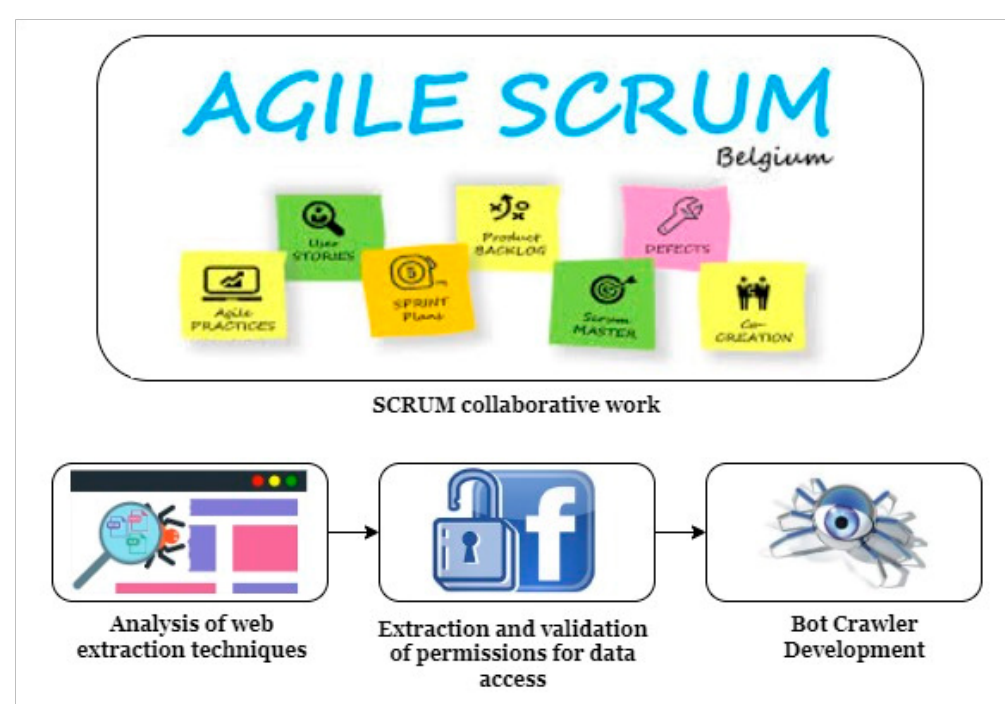 AGILE SCRUM
Belgium
User
STORIES
Product
BACKLOG
DEFECTS
Agile
PRACTICES
SPRINT
Plans
Scrum
MASTER
Co-
CREATION
SCRUM collaborative work
Analysis of web
extraction techniques
f
Extraction and validation
of permissions for data
access
Bot Crawler
Development